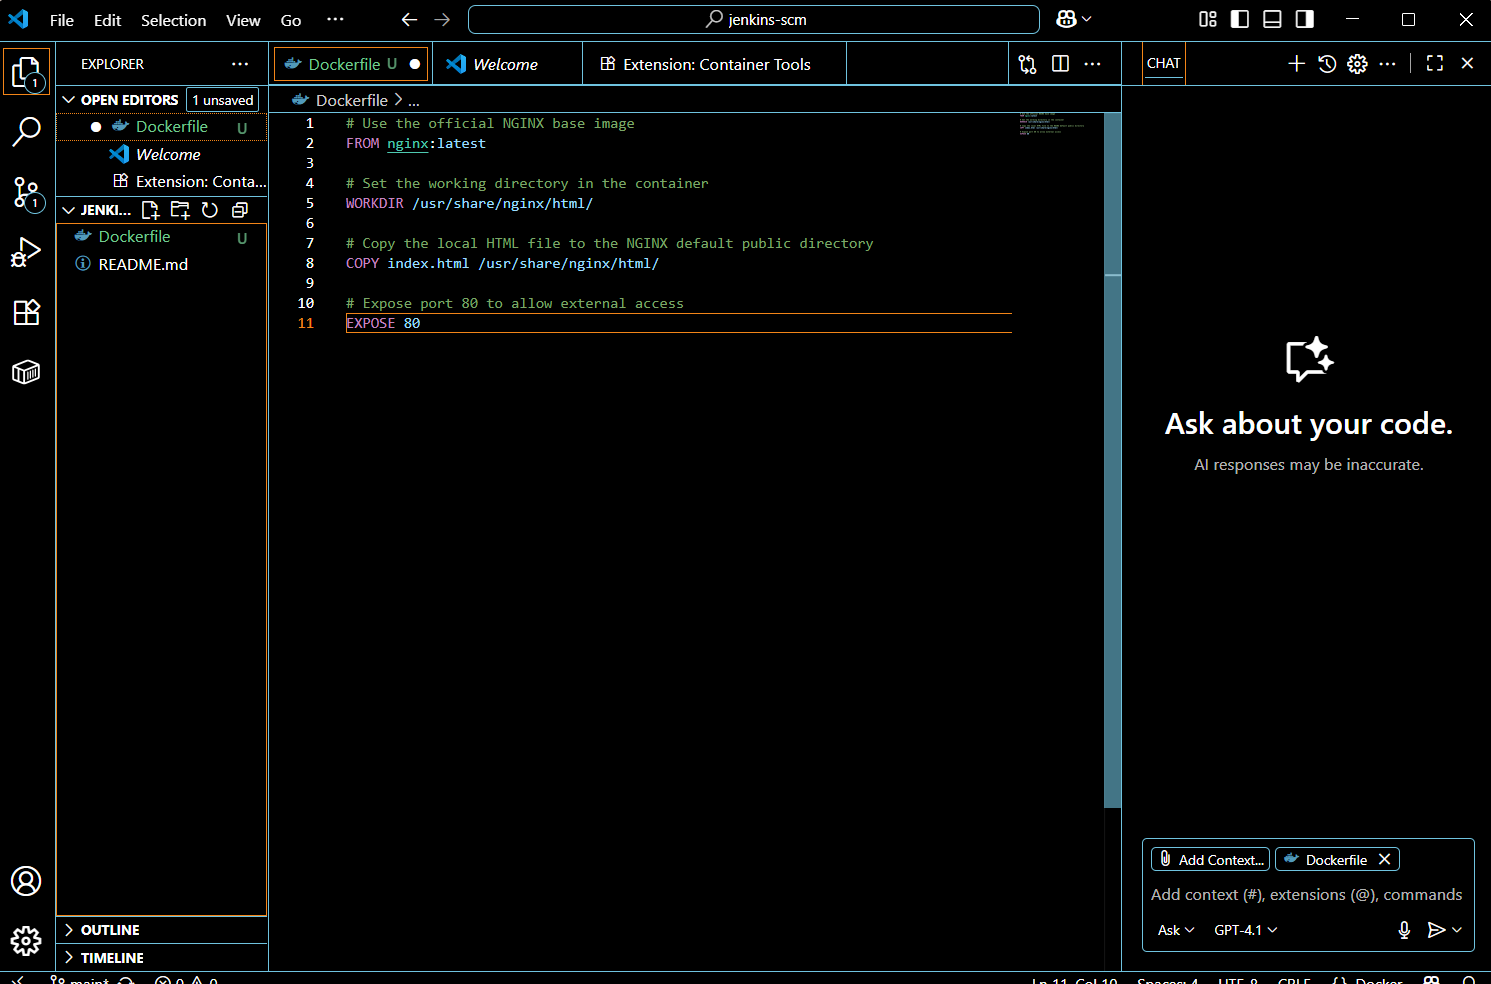 File Edit Selection View Go ··· jenkins-scm
EXPLORER ···
OPEN EDITORS 1 unsaved
Dockerfile U
Welcome
Extension: Conta...
JENKI...
Dockerfile U
README.md
OUTLINE
TIMELINE
1
1
Dockerfile U
Welcome
Extension: Container Tools
Dockerfile > ...
1 # Use the official NGINX base image
2 FROM nginx:latest
3
4 # Set the working directory in the container
5 WORKDIR /usr/share/nginx/html/
6
7 # Copy the local HTML file to the NGINX default public directory
8 COPY index.html /usr/share/nginx/html/
9
10 # Expose port 80 to allow external access
11 EXPOSE 80
CHAT
Ask about your code.
AI responses may be inaccurate.
Add Context... Dockerfile
Add context (#), extensions (@), commands
Ask GPT-4.1
0 0 Ln 11, Col 10 Spaces: 4 UTF-8 CRLF {} Docker